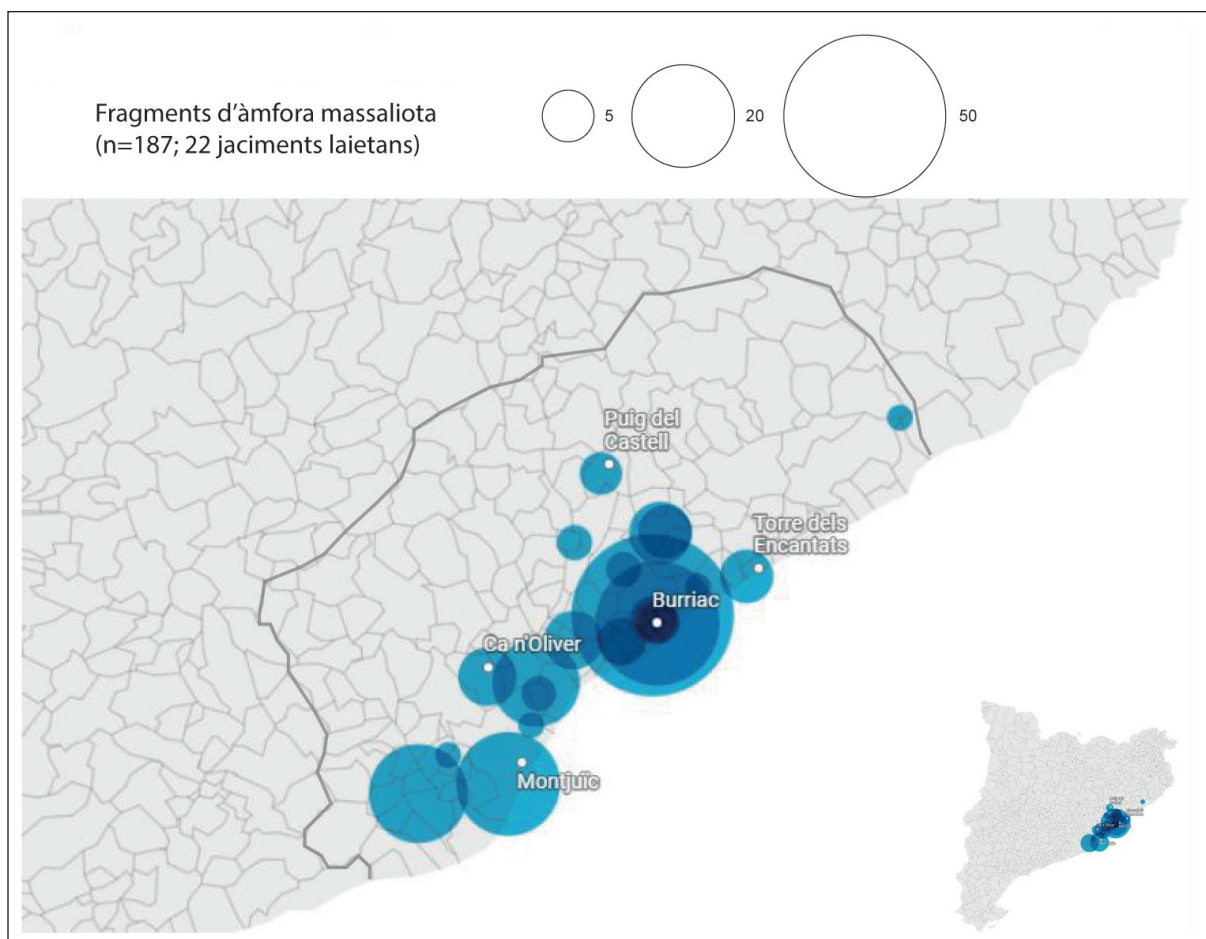 Fragments d'àmfora massaliota
(n=187; 22 jaciments laietans)
5
20
50
Puig del
Castell
Torre dels
Encantats
Burriac
Ca n'Oliver
Montjuïc